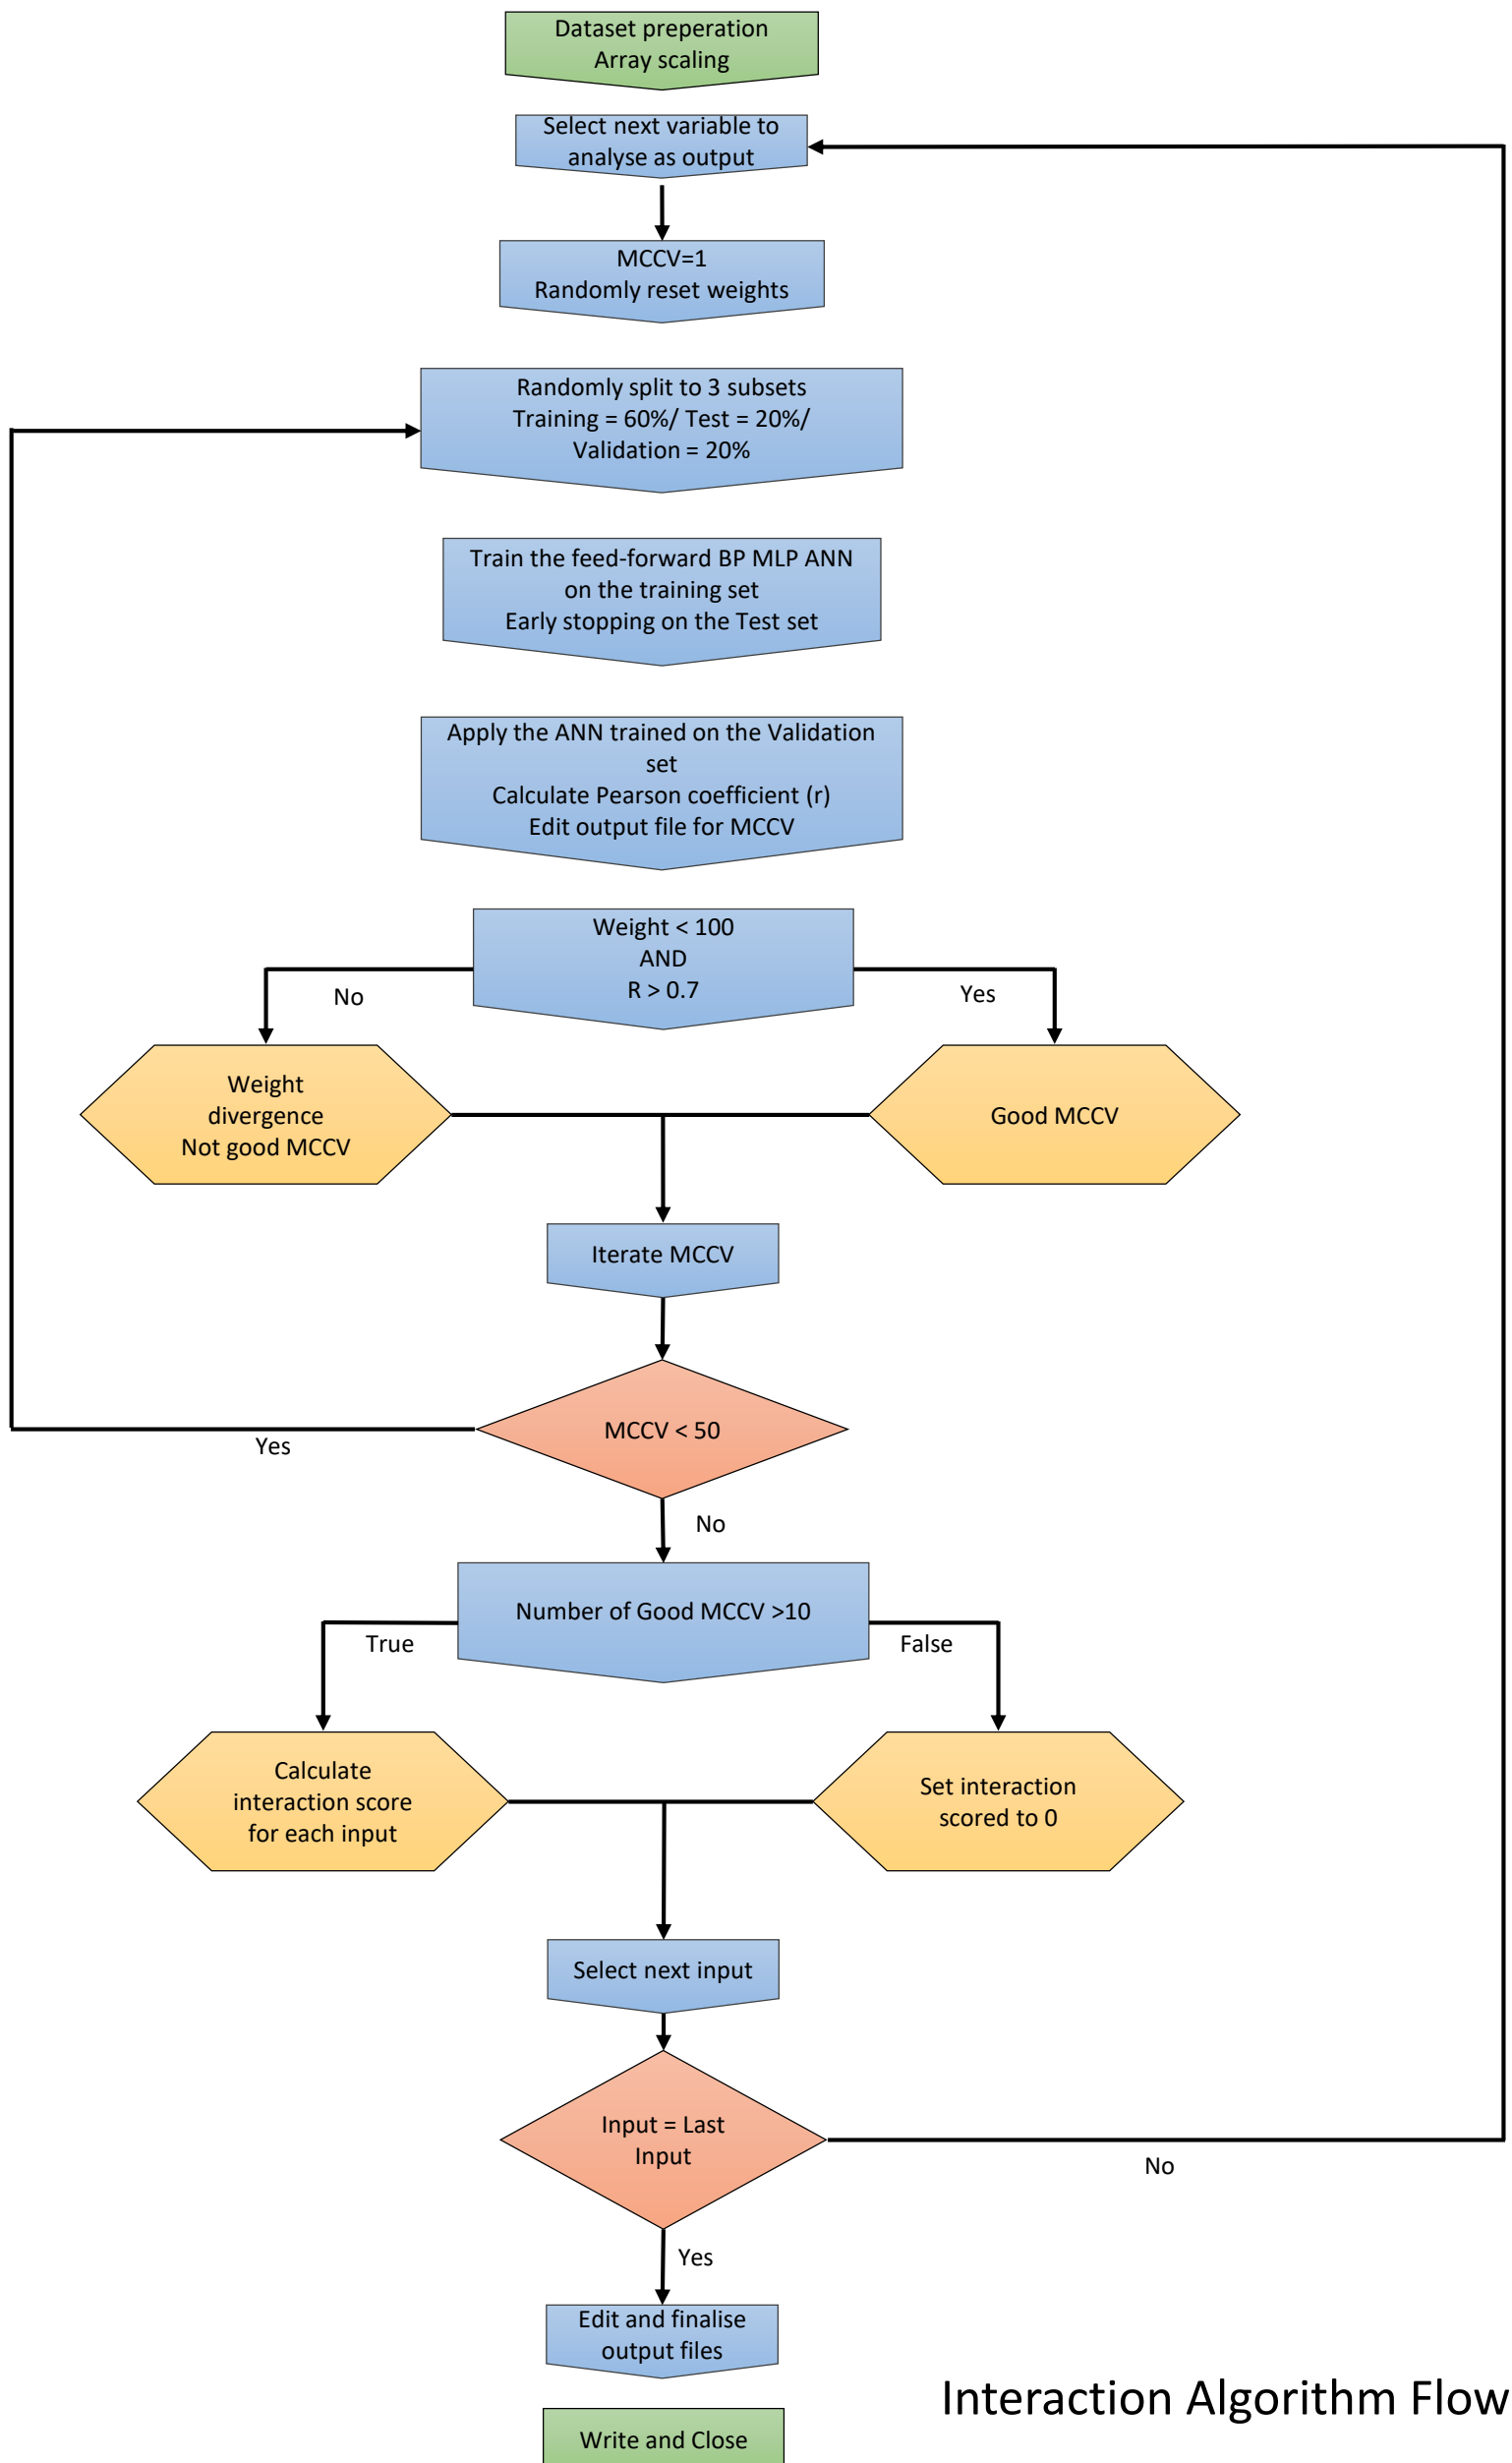 Dataset preperation
Array scaling
Select next variable to
analyse as output
MCCV=1
Randomly reset weights
Randomly split to 3 subsets
Training = 60%/ Test = 20%/
Validation = 20%
Train the feed-forward BP MLP ANN
on the training set
Early stopping on the Test set
Apply the ANN trained on the Validation
set
Calculate Pearson coefficient (r)
Edit output file for MCCV
Weight < 100
AND
R > 0.7
No
Yes
Weight
divergence
Not good MCCV
Good MCCV
Iterate MCCV
MCCV < 50
Yes
No
Number of Good MCCV >10
True
False
Calculate
interaction score
for each input
Set interaction
scored to 0
Select next input
Input = Last
Input
No
Yes
Edit and finalise
output files
Interaction Algorithm Flow
Write and Close